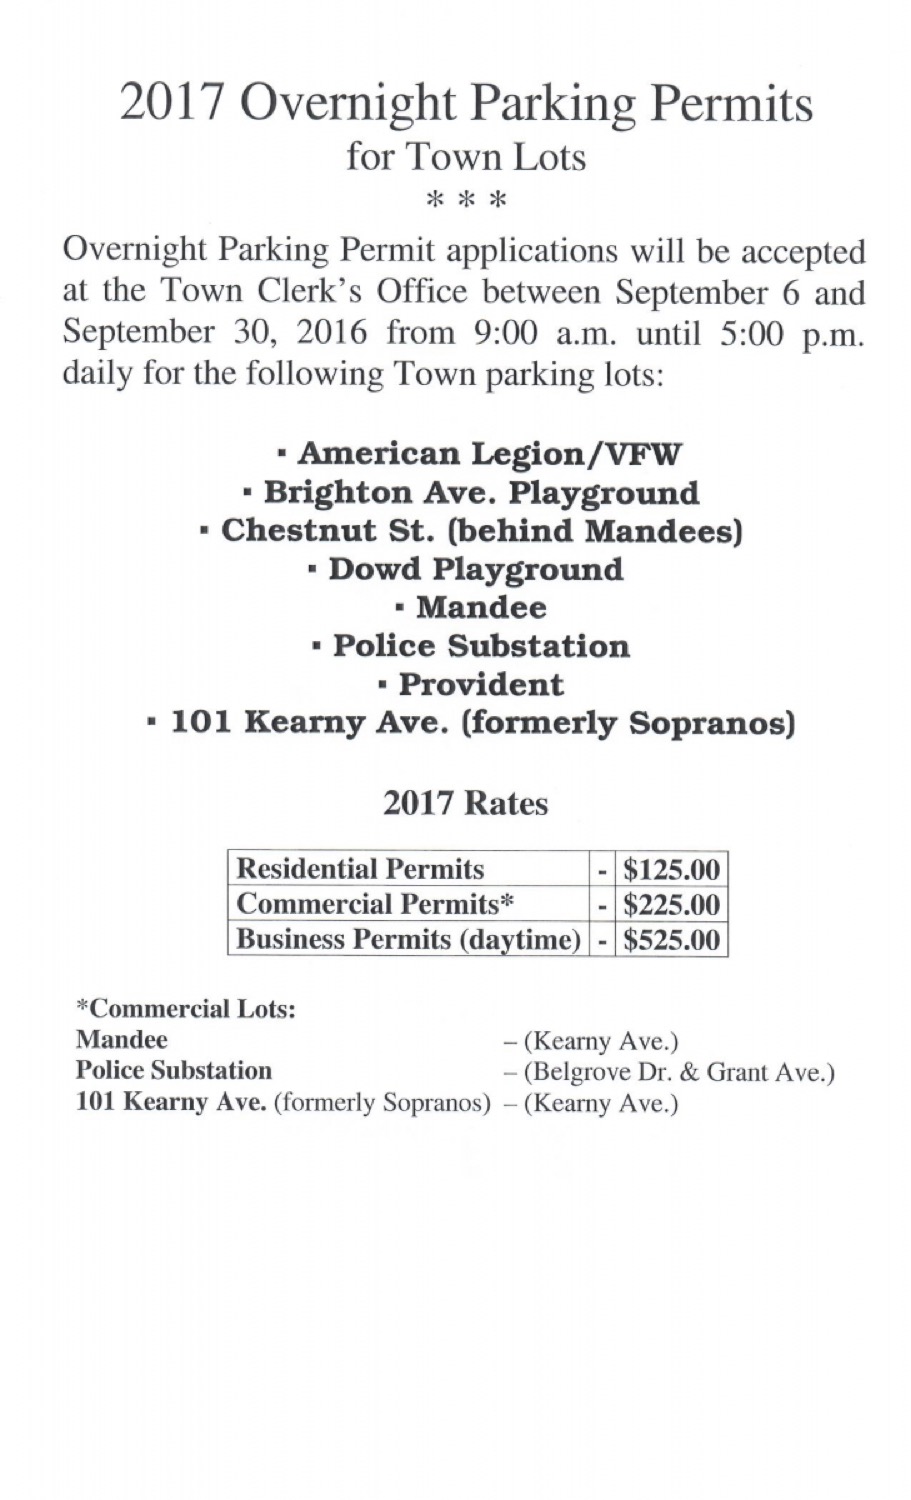 2017 Overnight Parking Permits
for Town Lots
* * *
Overnight Parking Permit applications will be accepted
at the Town Clerk's Office between September 6 and
September 30, 2016 from 9:00 a.m. until 5:00 p.m.
daily for the following Town parking lots:
▪ American Legion/VFW
▪ Brighton Ave. Playground
▪ Chestnut St. (behind Mandees)
▪ Dowd Playground
▪ Mandee
▪ Police Substation
▪ Provident
▪ 101 Kearny Ave. (formerly Sopranos)
2017 Rates
Residential Permits - $125.00
Commercial Permits* - $225.00
Business Permits (daytime) - $525.00
*Commercial Lots:
Mandee – (Kearny Ave.)
Police Substation – (Belgrove Dr. & Grant Ave.)
101 Kearny Ave. (formerly Sopranos) – (Kearny Ave.)